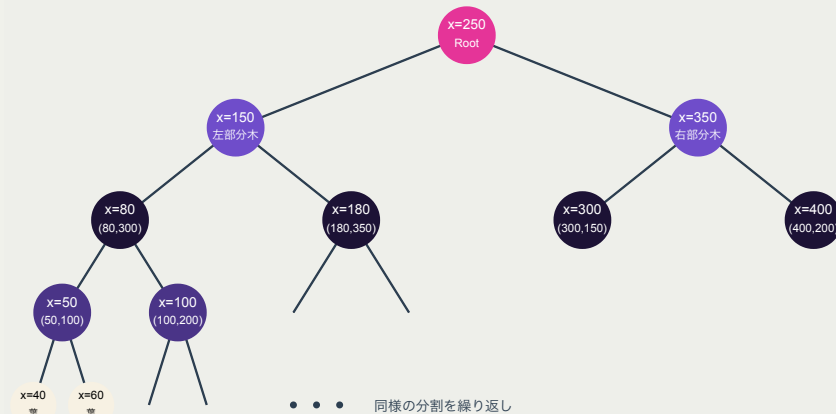 x=250
Root
x=150
左部分木
x=350
右部分木
x=80
(80,300)
x=180
(180,350)
x=300
(300,150)
x=400
(400,200)
x=50
(50,100)
x=100
(100,200)
x=40
葉
x=60
葉
• • • 同様の分割を繰り返し